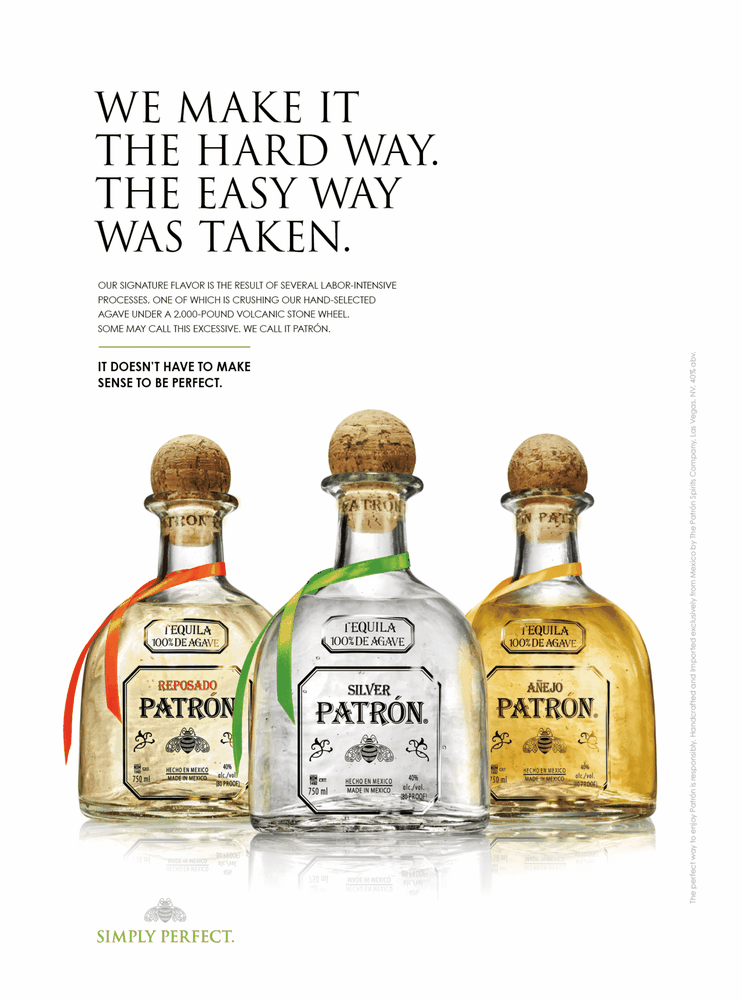 WE MAKE IT
THE HARD WAY.
THE EASY WAY
WAS TAKEN.
OUR SIGNATURE FLAVOR IS THE RESULT OF SEVERAL LABOR-INTENSIVE
PROCESSES, ONE OF WHICH IS CRUSHING OUR HAND-SELECTED
AGAVE UNDER A 2,000-POUND VOLCANIC STONE WHEEL.
SOME MAY CALL THIS EXCESSIVE. WE CALL IT PATRÓN.
IT DOESN'T HAVE TO MAKE
SENSE TO BE PERFECT.
TRON
TEQUILA
100% DE AGAVE
REPOSADO
PATRÓN
HECHO EN MEXICO
MADE IN MEXICO
750 ml
40%
alc./vol.
(80 PROOF)
PATRÓN
TEQUILA
100% DE AGAVE
SILVER
PATRÓN®
HECHO EN MEXICO
MADE IN MEXICO
750 ml
40%
alc./vol.
(80 PROOF)
N PAT
TEQUILA
100% DE AGAVE
AÑEJO
PATRÓN®
HECHO EN MEXICO
MADE IN MEXICO
750 ml
40%
alc./vol.
(80 PROOF)
The perfect way to enjoy Patrón is responsibly. Handcrafted and Imported exclusively from Mexico by The Patrón Spirits Company, Las Vegas, NV. 40% abv.
SIMPLY PERFECT.